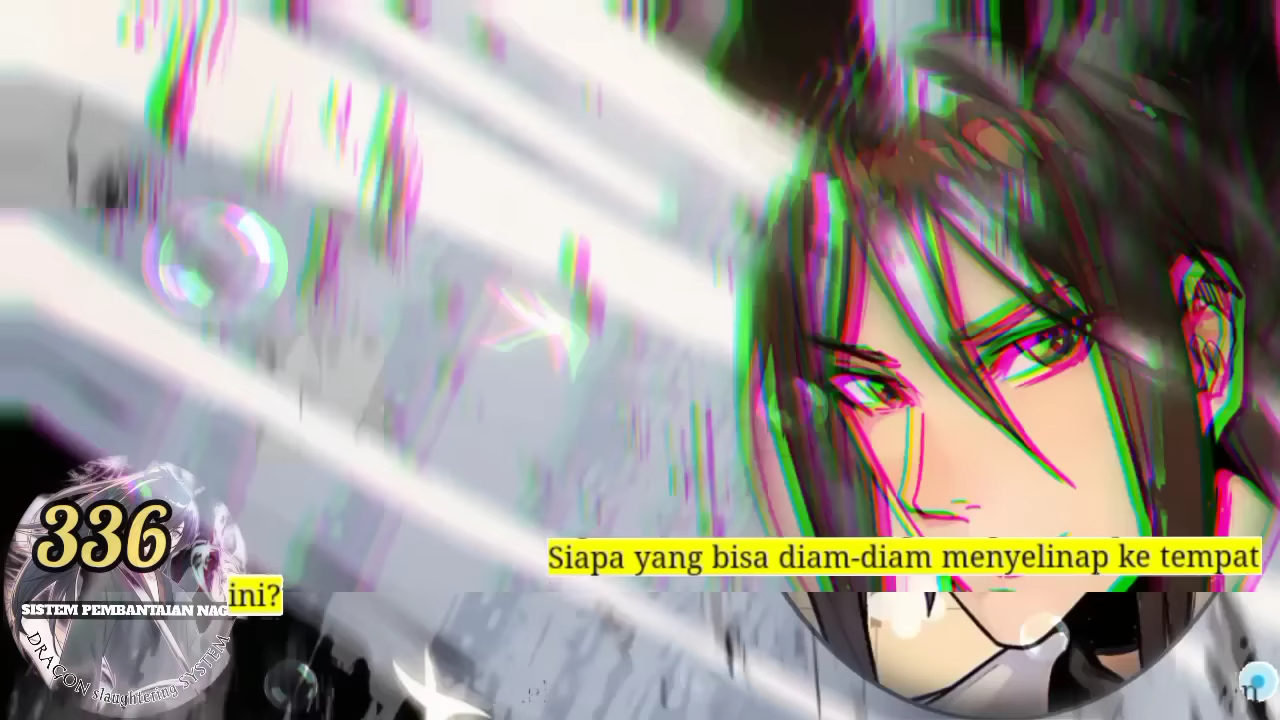 Siapa yang bisa diam-diam menyelinap ke tempat
ini?
336
SISTEM PEMBANTAIAN NAG
DRAGON slaughtering SYSTEM
n